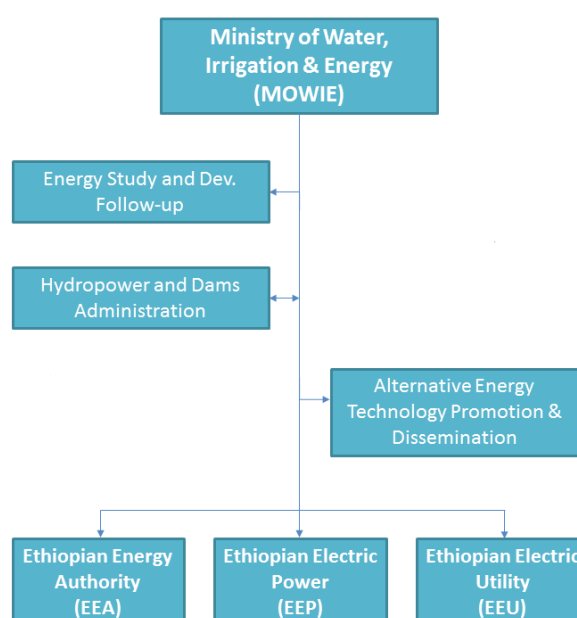 Ministry of Water,
Irrigation & Energy
(MOWIE)
Energy Study and Dev.
Follow-up
Hydropower and Dams
Administration
Alternative Energy
Technology Promotion &
Dissemination
Ethiopian Energy
Authority
(EEA)
Ethiopian Electric
Power
(EEP)
Ethiopian Electric
Utility
(EEU)